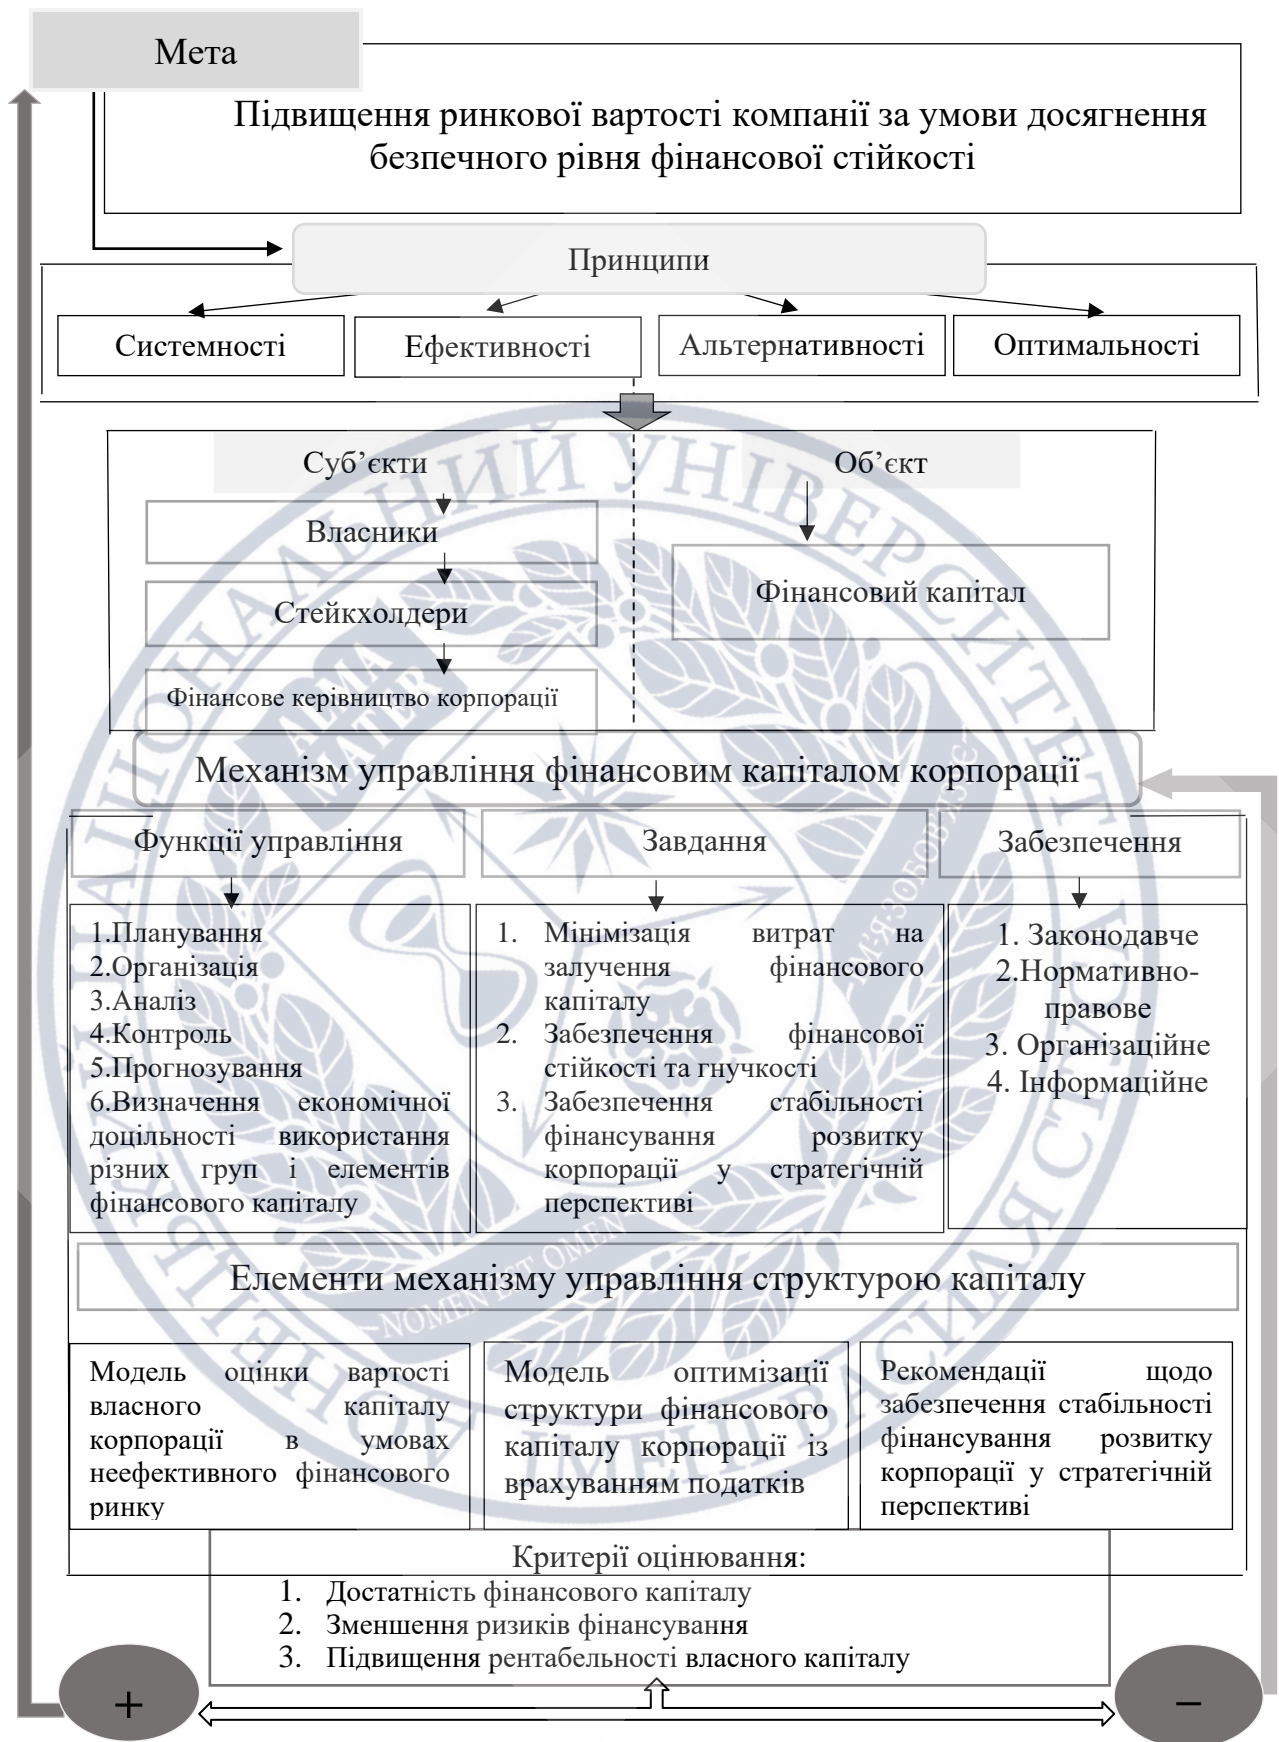 Мета
Підвищення ринкової вартості компанії за умови досягнення
безпечного рівня фінансової стійкості
Принципи
Системності
Ефективності
Альтернативності
Оптимальності
Суб’єкти
Об’єкт
Власники
Стейкхолдери
Фінансовий капітал
Фінансове керівництво корпорації
Механізм управління фінансовим капіталом корпорації
Функції управління
Завдання
Забезпечення
1.Планування
2.Організація
3.Аналіз
4.Контроль
5.Прогнозування
6.Визначення економічної
доцільності використання
різних груп і елементів
фінансового капіталу
1. Мінімізація витрат на
залучення фінансового
капіталу
2. Забезпечення фінансової
стійкості та гнучкості
3. Забезпечення стабільності
фінансування розвитку
корпорації у стратегічній
перспективі
1. Законодавче
2.Нормативно-
правове
3. Організаційне
4. Інформаційне
Елементи механізму управління структурою капіталу
Модель оцінки вартості
власного капіталу
корпорації в умовах
неефективного фінансового
ринку
Модель оптимізації
структури фінансового
капіталу корпорації із
врахуванням податків
Рекомендації щодо
забезпечення стабільності
фінансування розвитку
корпорації у стратегічній
перспективі
Критерії оцінювання:
1. Достатність фінансового капіталу
2. Зменшення ризиків фінансування
3. Підвищення рентабельності власного капіталу
+
–
NOMEN EST OMEN
ALMA
MATER